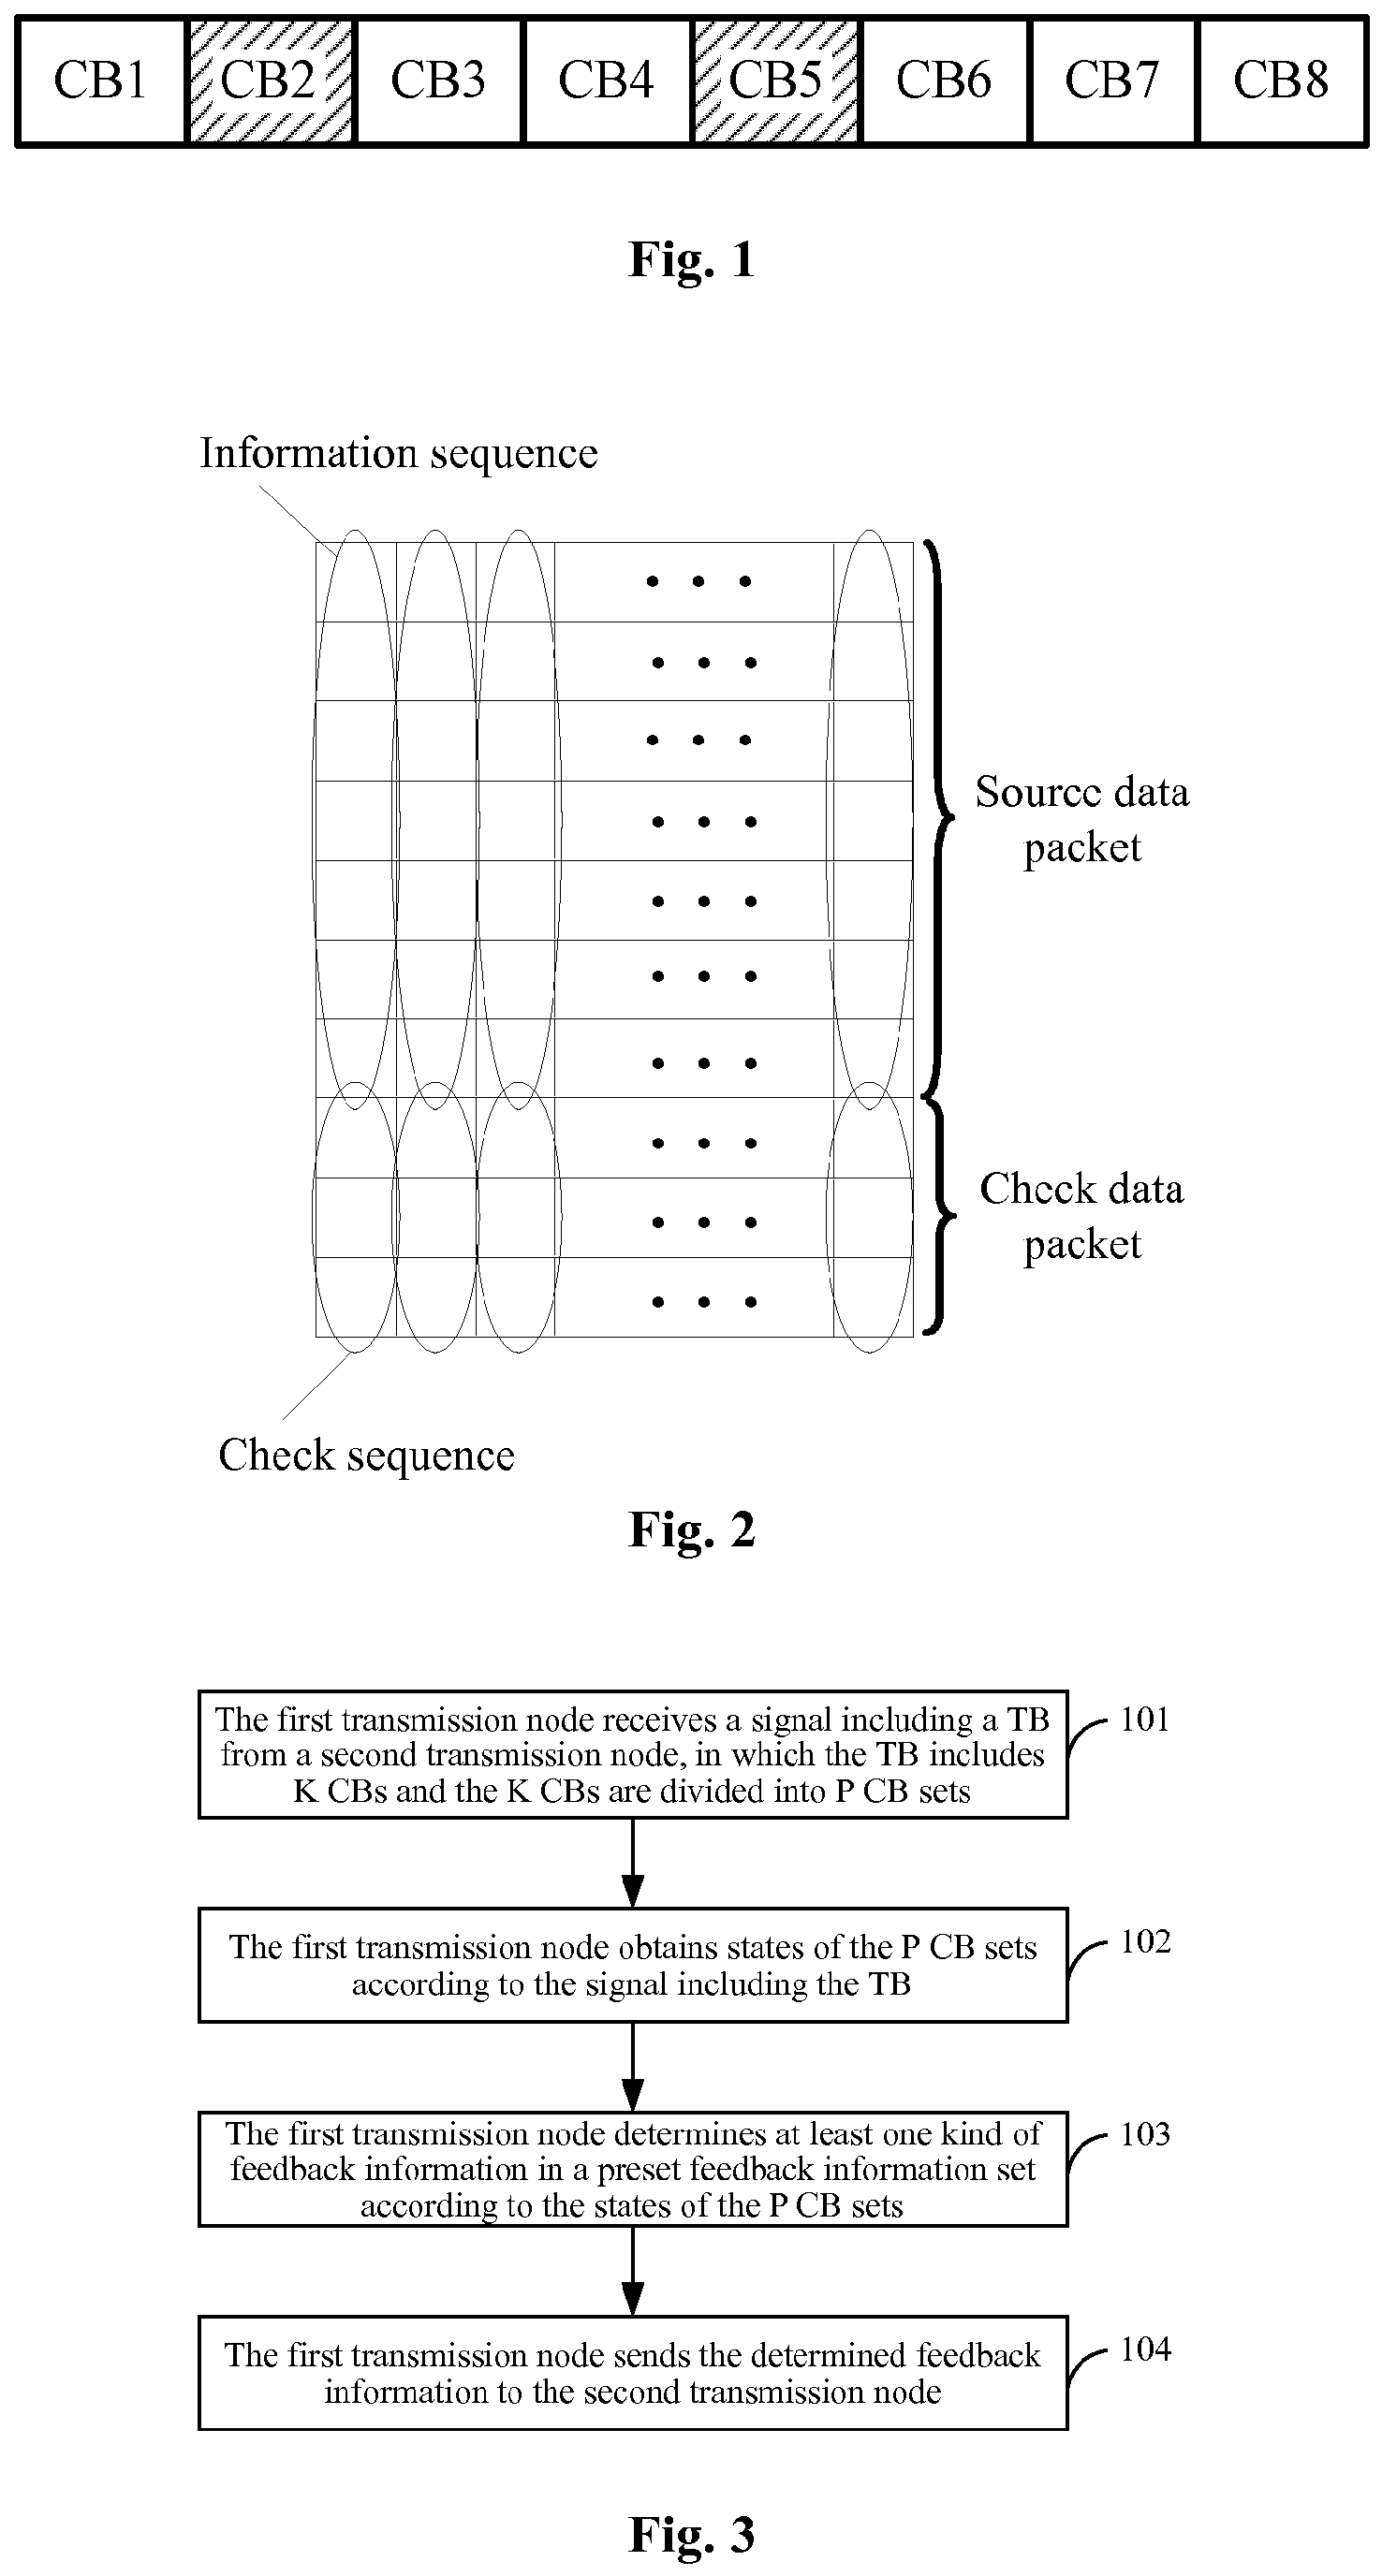 CB1 CB2 CB3 CB4 CB5 CB6 CB7 CB8
Fig. 1
Information sequence
Source data
packet
Check data
packet
Check sequence
Fig. 2
The first transmission node receives a signal including a TB
from a second transmission node, in which the TB includes
K CBs and the K CBs are divided into P CB sets
101
The first transmission node obtains states of the P CB sets
according to the signal including the TB
102
The first transmission node determines at least one kind of
feedback information in a preset feedback information set
according to the states of the P CB sets
103
The first transmission node sends the determined feedback
information to the second transmission node
104
Fig. 3